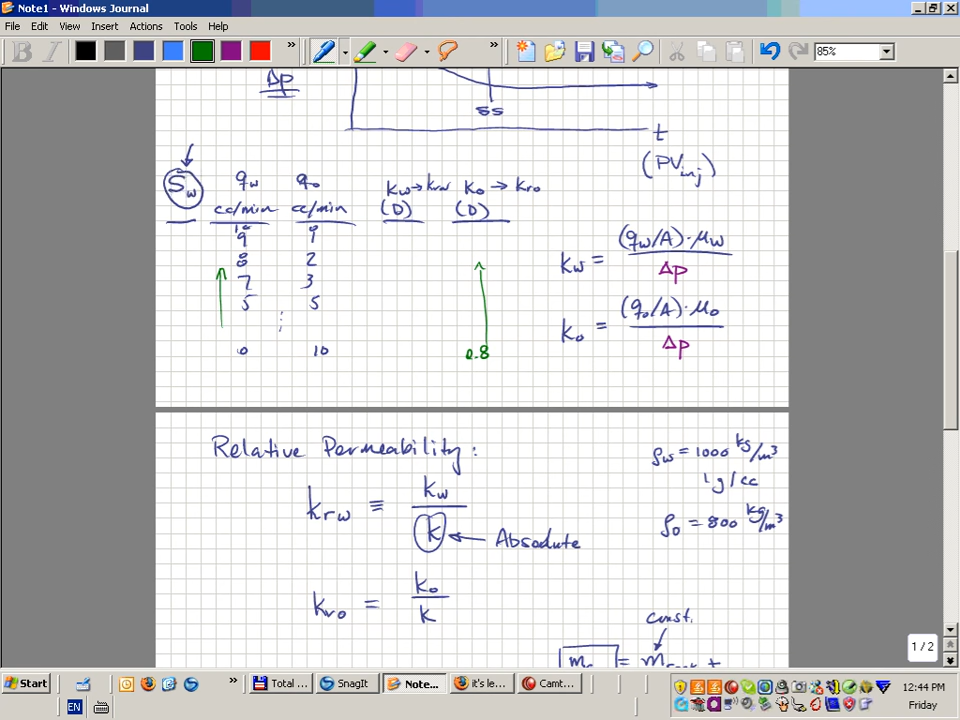 Note1 - Windows Journal
File Edit View Insert Actions Tools Help
85%
Δp
SS
t
(PVinj)
Sw qw qo kw→krw ko → kro
cc/min cc/min (D) (D)
9
8 2
7 3
5 5
0 10
0.8
kw = (qw/A)·μw / Δp
ko = (qo/A)·μo / Δp
Relative Permeability:
krw ≡ kw / k ← Absolute
kro = ko / k
ρw = 1000 kg/m³
1 g/cc
ρo = 800 kg/m³
const.
= m
1 / 2
Start Total ... SnagIt Note... it's le... Camt...
EN
12:44 PM
Friday